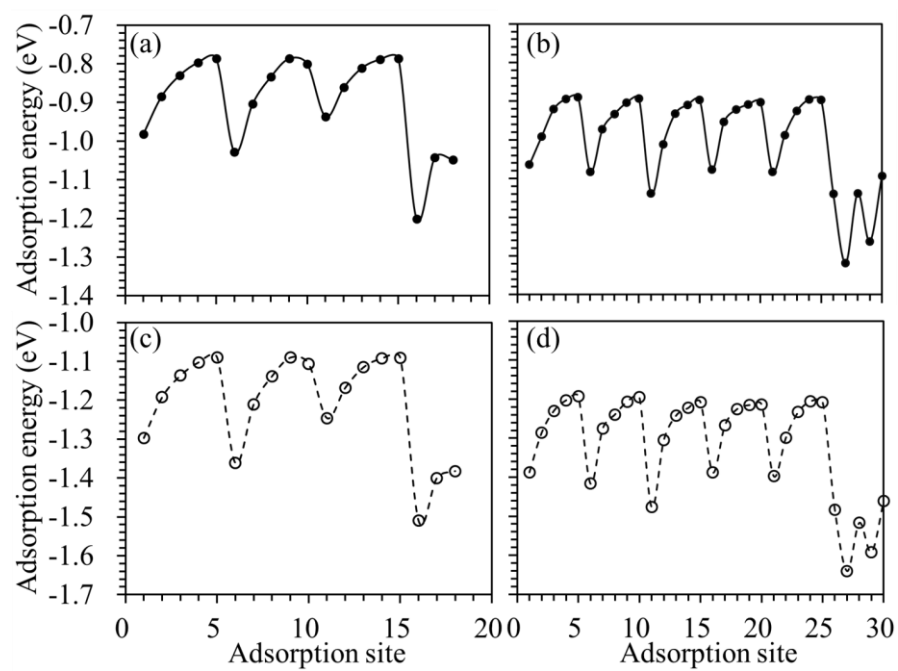 Adsorption energy (eV)
-0.7
-0.8
-0.9
-1.0
-1.1
-1.2
-1.3
-1.4
(a)
(b)
Adsorption energy (eV)
-1.0
-1.1
-1.2
-1.3
-1.4
-1.5
-1.6
-1.7
(c)
(d)
0 5 10 15 20
0 5 10 15 20 25 30
Adsorption site
Adsorption site